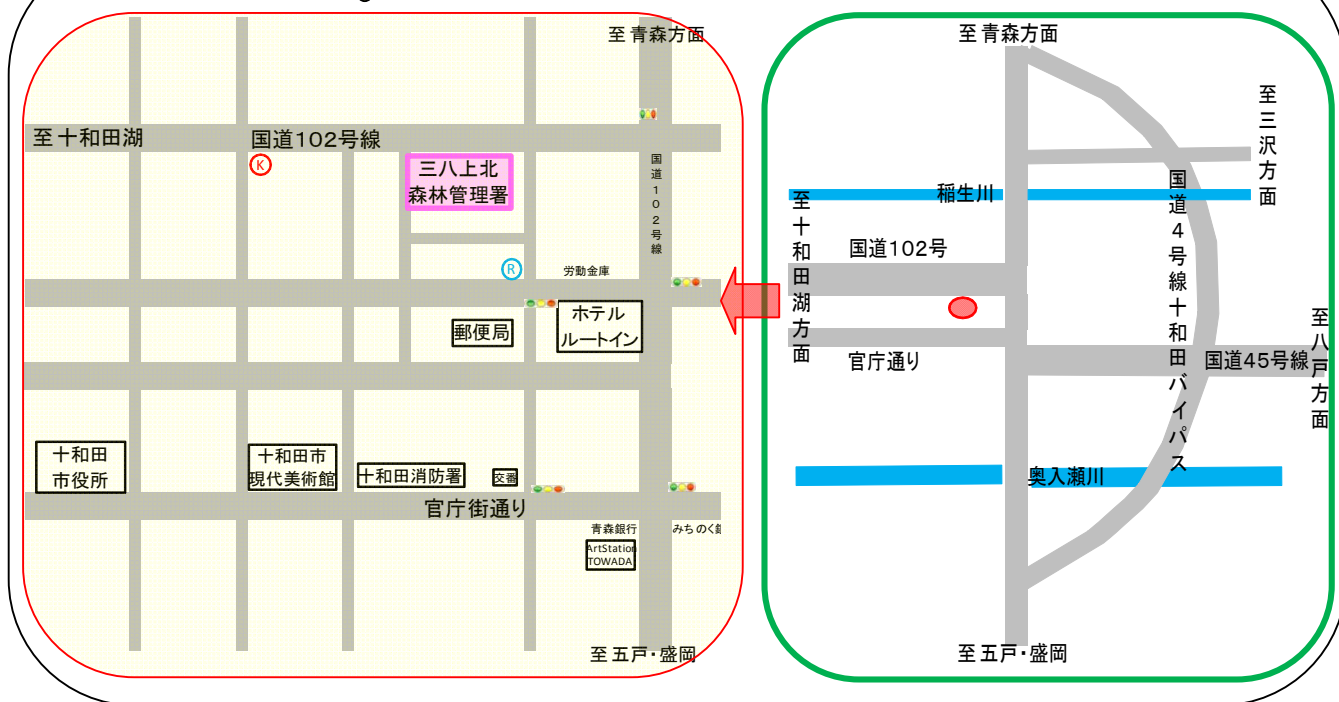 至青森方面
至十和田湖
国道102号線
Ⓚ
三八上北
森林管理署
国道102号線
Ⓡ
労働金庫
ホテル
ルートイン
郵便局
十和田
市役所
十和田市
現代美術館
十和田消防署
交番
官庁街通り
青森銀行
みちのく
ArtStation
TOWADA
至五戸・盛岡
至青森方面
至三沢方面
稲生川
至十和田湖方面
国道102号
国道4号線十和田バイパス
官庁通り
国道45号線
至八戸方面
奥入瀬川
至五戸・盛岡